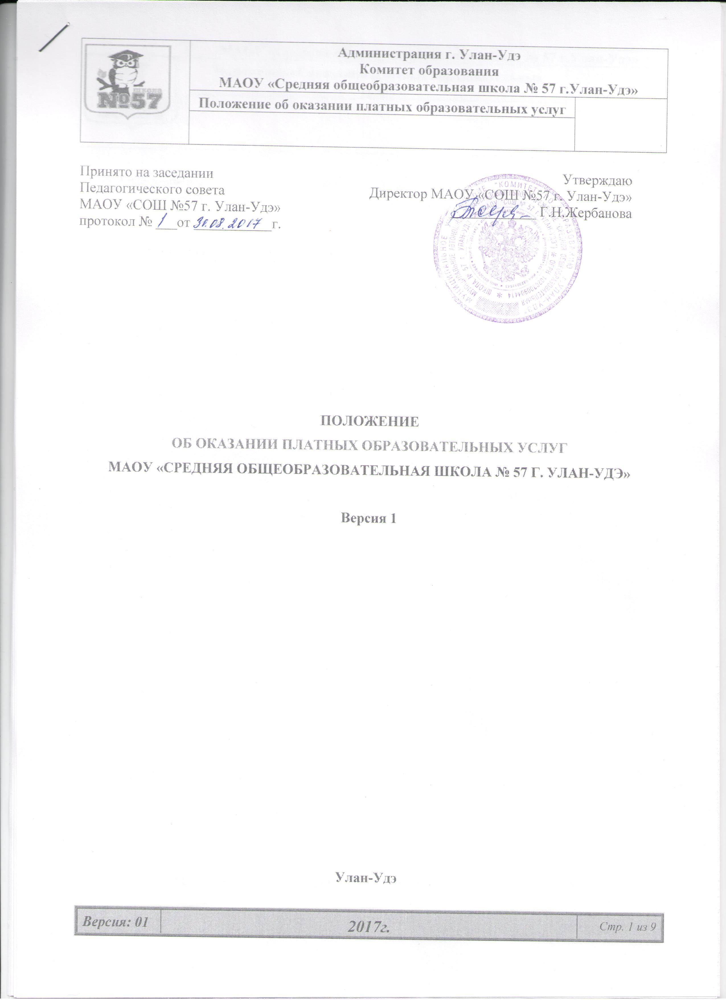 школа
№57
Администрация г. Улан-Удэ
Комитет образования
МАОУ «Средняя общеобразовательная школа № 57 г.Улан-Удэ»
Положение об оказании платных образовательных услуг
Принято на заседании
Педагогического совета
МАОУ «СОШ №57 г. Улан-Удэ»
протокол № 1 от 31.08.2017 г.
Утверждаю
Директор МАОУ «СОШ №57 г. Улан-Удэ»
Г.Н.Жербанова
ПОЛОЖЕНИЕ
ОБ ОКАЗАНИИ ПЛАТНЫХ ОБРАЗОВАТЕЛЬНЫХ УСЛУГ
МАОУ «СРЕДНЯЯ ОБЩЕОБРАЗОВАТЕЛЬНАЯ ШКОЛА № 57 Г. УЛАН-УДЭ»
Версия 1
Улан-Удэ
Версия: 01
2017г.
Стр. 1 из 9